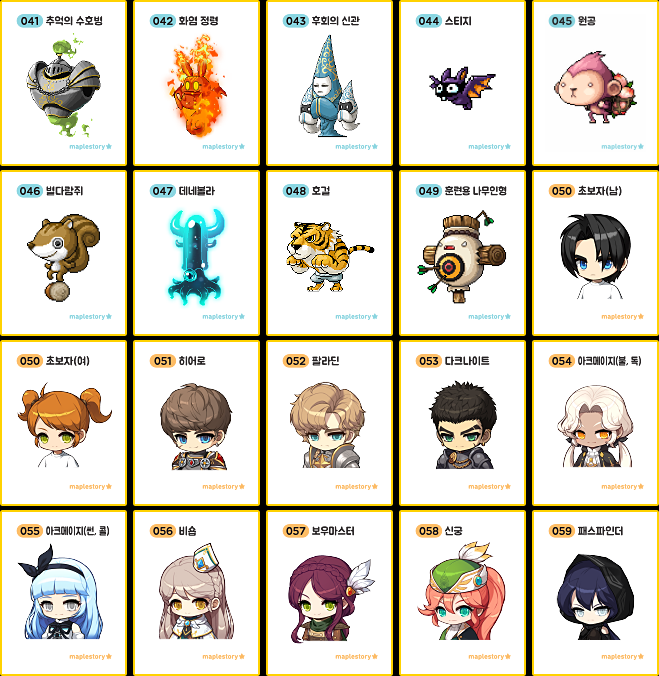 041 추억의 수호병
maplestory
042 화염 정령
maplestory
043 후회의 신관
maplestory
044 스티지
maplestory
045 원공
maplestory
046 벌다람쥐
maplestory
047 데네볼라
maplestory
048 호걸
maplestory
049 훈련용 나무인형
maplestory
050 초보자(남)
maplestory
050 초보자(여)
maplestory
051 히어로
maplestory
052 팔라딘
maplestory
053 다크나이트
maplestory
054 아크메이지(불, 독)
maplestory
055 아크메이지(썬, 콜)
maplestory
056 비숍
maplestory
057 보우마스터
maplestory
058 신궁
maplestory
059 패스파인더
maplestory